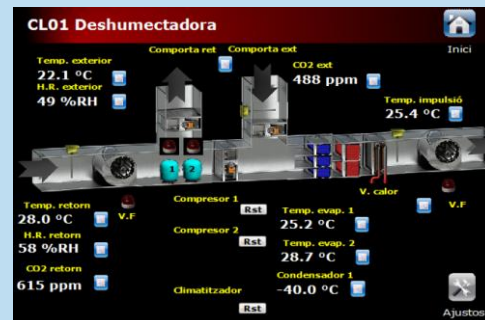 CL01 Deshumectadora
Inici
Comporta ret
Comporta ext
Temp. exterior
22.1 °C
H.R. exterior
49 %RH
CO2 ext
488 ppm
Temp. impulsió
25.4 °C
1
2
V. calor
V.F
V.F
Temp. retorn
28.0 °C
H.R. retorn
58 %RH
CO2 retorn
615 ppm
Compresor 1
Rst
Compresor 2
Rst
Climatitzador
Rst
Temp. evap. 1
25.2 °C
Temp. evap. 2
28.7 °C
Condensador 1
-40.0 °C
Ajustos